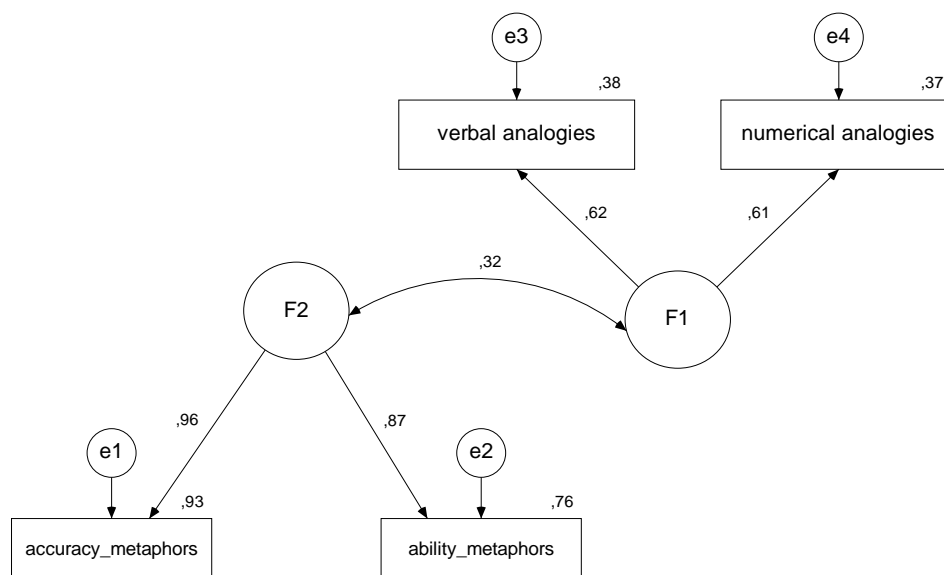 e3
e4
,38
,37
verbal analogies
numerical analogies
,62
,61
,32
F2
F1
,96
,87
e1
e2
,93
,76
accuracy_metaphors
ability_metaphors